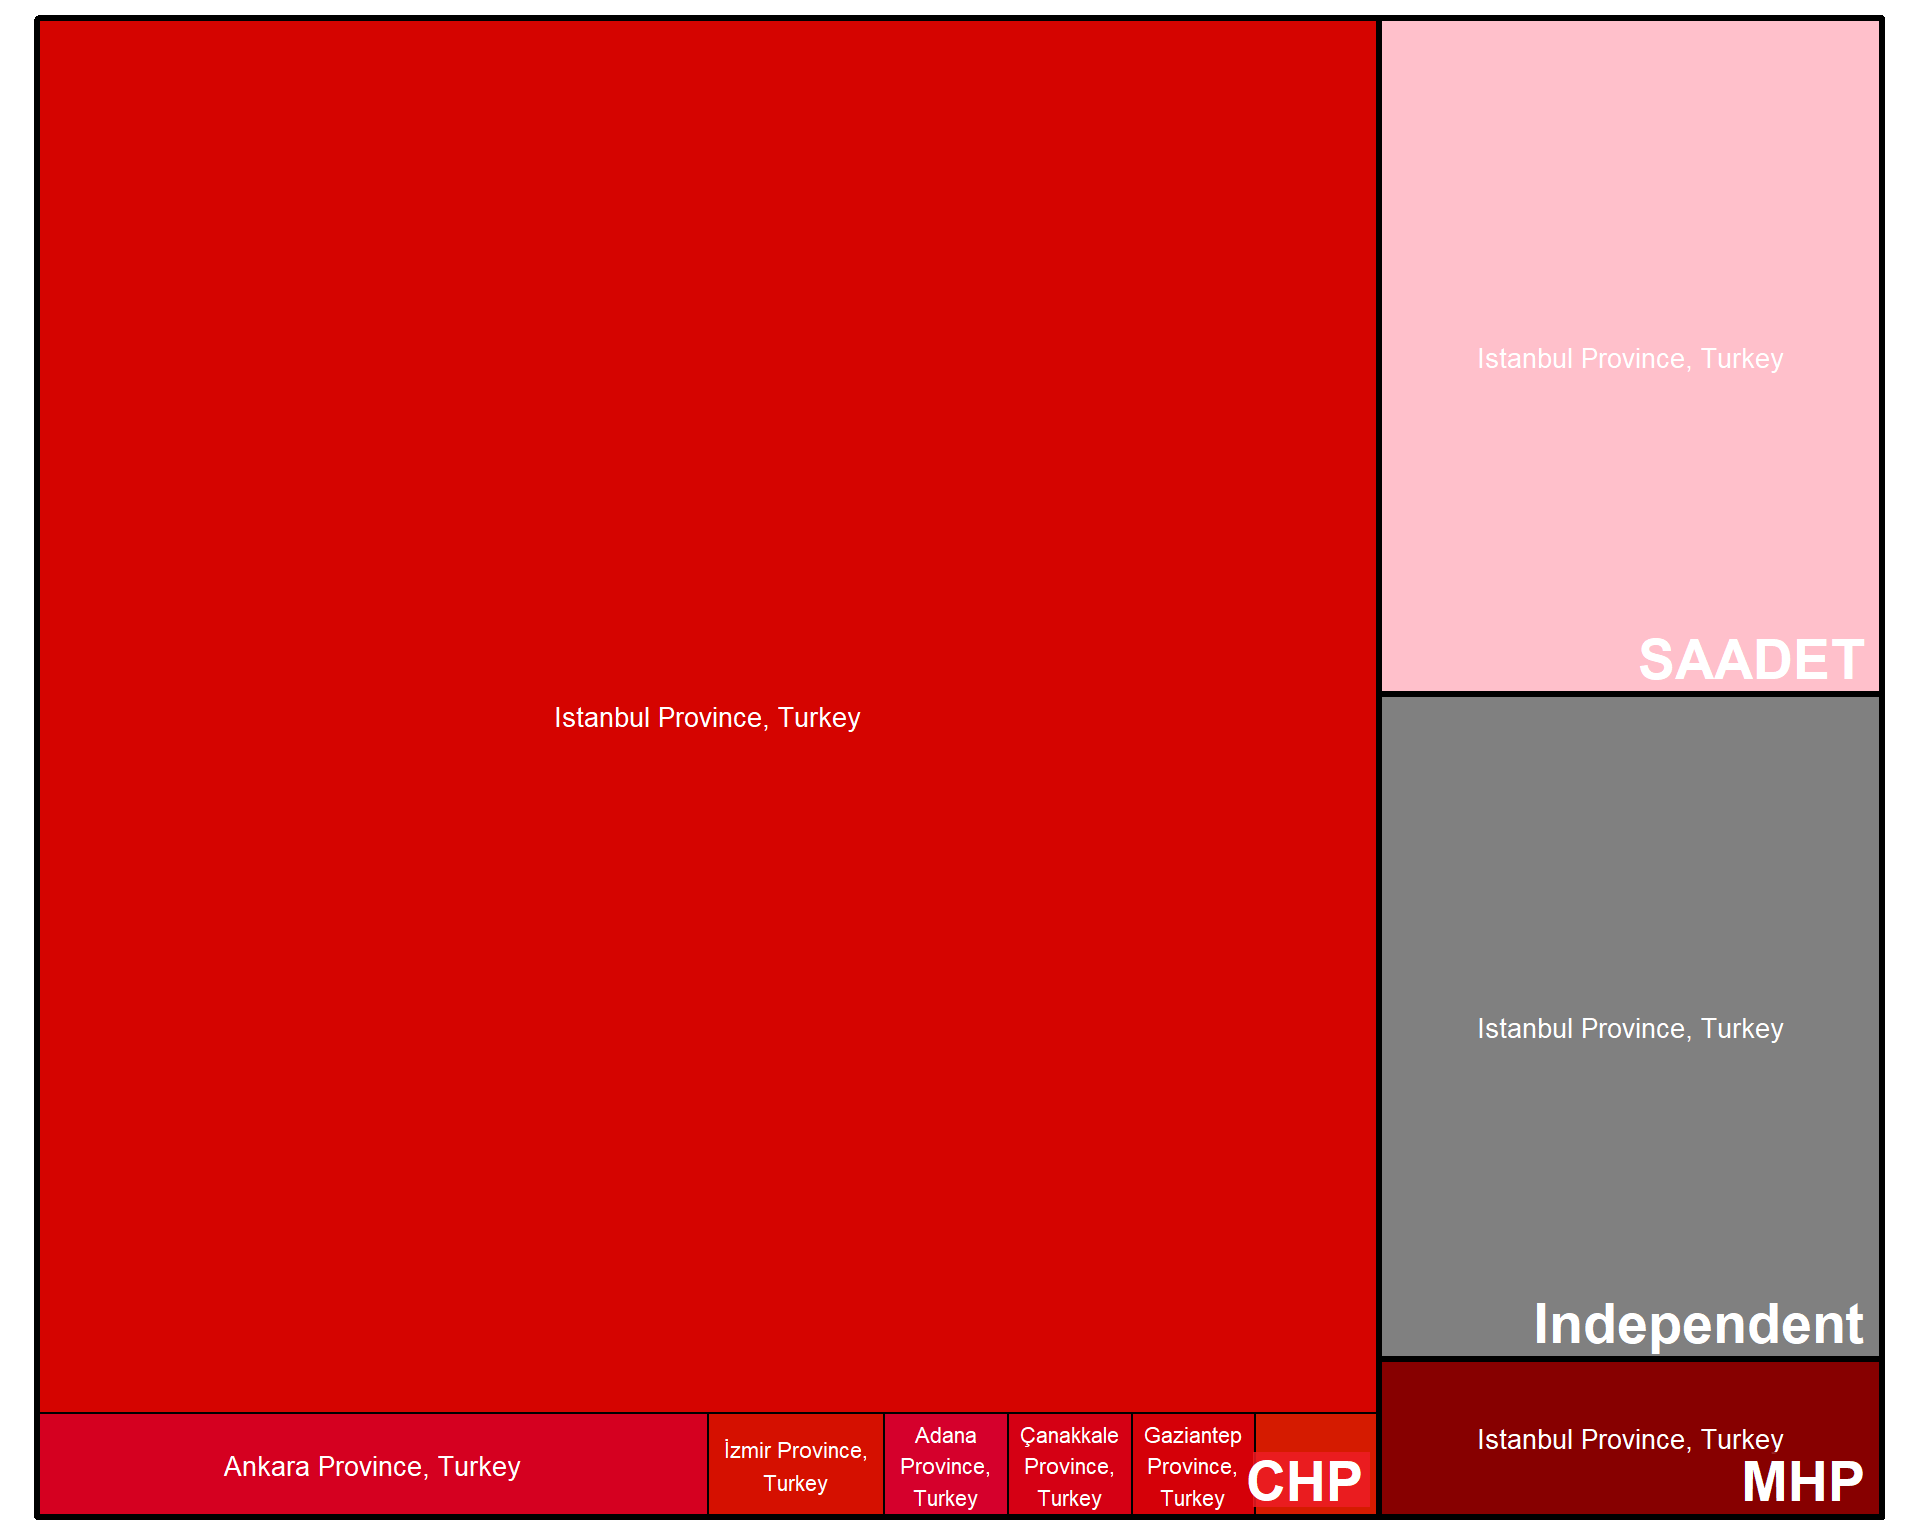 Istanbul Province, Turkey
Ankara Province, Turkey
İzmir Province,
Turkey
Adana
Province,
Turkey
Çanakkale
Province,
Turkey
Gaziantep
Province,
Turkey
CHP
Istanbul Province, Turkey
SAADET
Istanbul Province, Turkey
Independent
Istanbul Province, Turkey
MHP